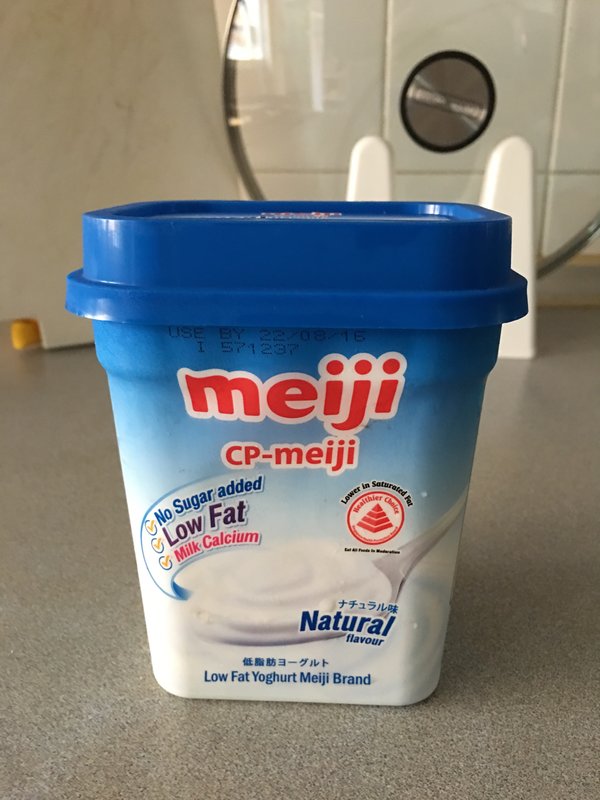 meiji
USE BY 22/08/16
I 571237
meiji
CP-meiji
No Sugar added
Low Fat
Milk Calcium
Lower in Saturated Fat
Healthier Choice
Eat All Foods In Moderation
ナチュラル味
Natural
flavour
低脂肪ヨーグルト
Low Fat Yoghurt Meiji Brand